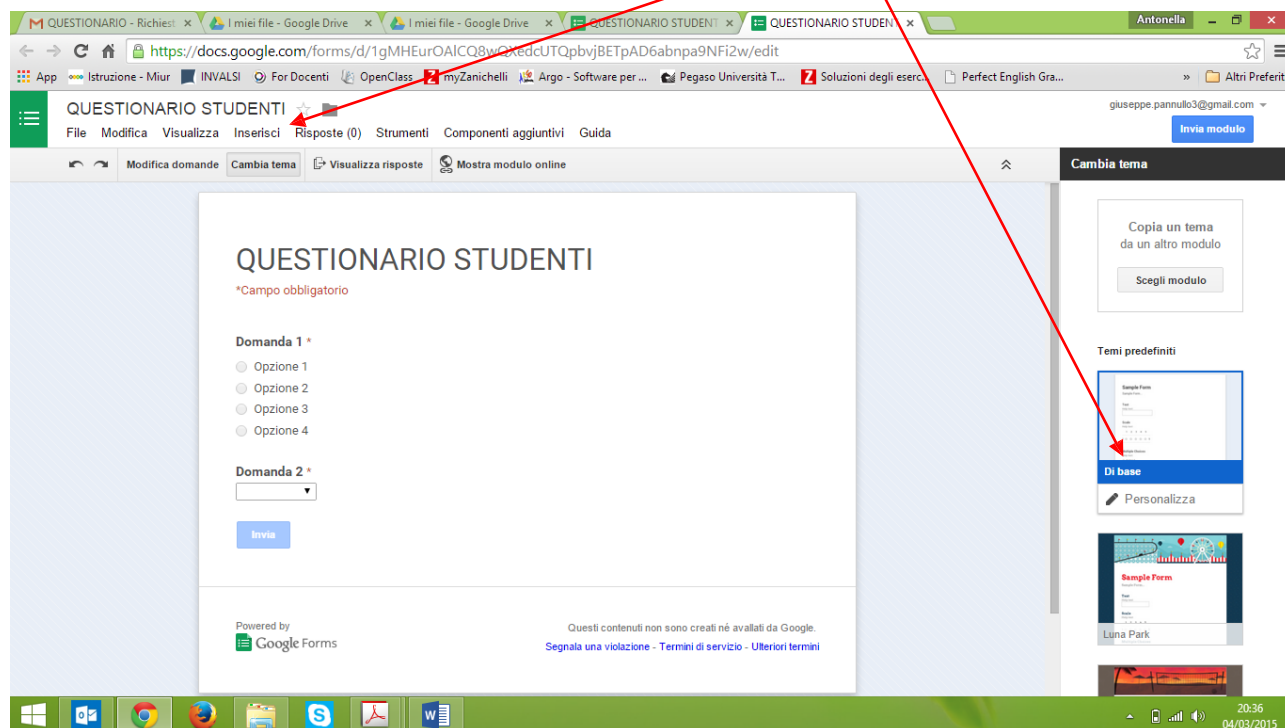 QUESTIONARIO - Richiest
I miei file - Google Drive
I miei file - Google Drive
QUESTIONARIO STUDENT
QUESTIONARIO STUDEN
Antonella
https://docs.google.com/forms/d/1gMHEurOAlCQ8wQXedcUTQpbvjBETpAD6abnpa9NFi2w/edit
App Istruzione - Miur INVALSI For Docenti OpenClass myZanichelli Argo - Software per ... Pegaso Università T... Soluzioni degli eserc... Perfect English Gra... » Altri Preferit
QUESTIONARIO STUDENTI
giuseppe.pannullo3@gmail.com
File Modifica Visualizza Inserisci Risposte (0) Strumenti Componenti aggiuntivi Guida
Invia modulo
Modifica domande Cambia tema Visualizza risposte Mostra modulo online
Cambia tema
QUESTIONARIO STUDENTI
*Campo obbligatorio
Domanda 1 *
Opzione 1
Opzione 2
Opzione 3
Opzione 4
Domanda 2 *
Invia
Powered by
Google Forms
Questi contenuti non sono creati né avallati da Google.
Segnala una violazione - Termini di servizio - Ulteriori termini
Copia un tema
da un altro modulo
Scegli modulo
Temi predefiniti
Sample Form
Di base
Personalizza
Sample Form
Luna Park
20:36
04/03/2015